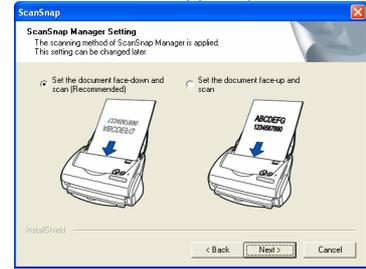 ScanSnap
ScanSnap Manager Setting
The scanning method of ScanSnap Manager is applied.
This setting can be changed later
Set the document face-down and
scan (Recommended)
Set the document face-up and
scan
1234567890
ABCDEFG
ABCDEFG
1234567890
InstallShield
< Back
Next >
Cancel